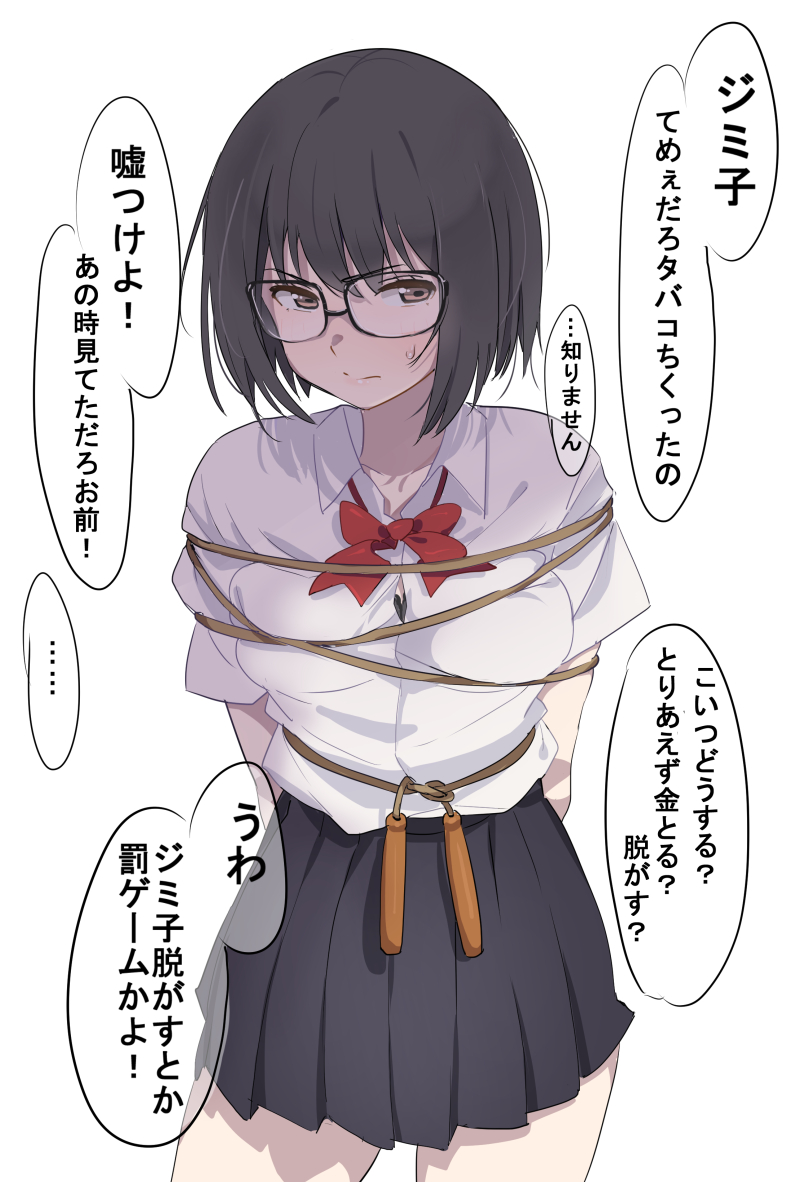 ジミ子
てめぇだろタバコちくったの
…知りません
嘘つけよ！
あの時見てただろお前！
……
こいつどうする？
とりあえず金とる？
脱がす？
うわ
ジミ子脱がすとか
罰ゲームかよ！